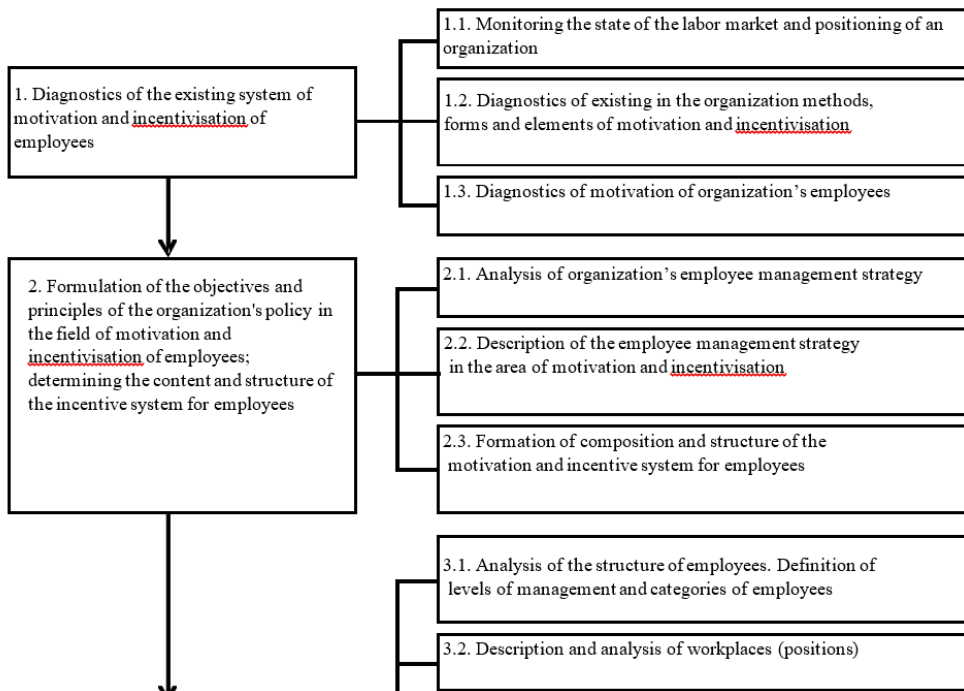 1. Diagnostics of the existing system of
motivation and incentivisation of
employees
1.1. Monitoring the state of the labor market and positioning of an
organization
1.2. Diagnostics of existing in the organization methods,
forms and elements of motivation and incentivisation
1.3. Diagnostics of motivation of organization’s employees
2. Formulation of the objectives and
principles of the organization's policy in
the field of motivation and
incentivisation of employees;
determining the content and structure of
the incentive system for employees
2.1. Analysis of organization’s employee management strategy
2.2. Description of the employee management strategy
in the area of motivation and incentivisation
2.3. Formation of composition and structure of the
motivation and incentive system for employees
3.1. Analysis of the structure of employees. Definition of
levels of management and categories of employees
3.2. Description and analysis of workplaces (positions)